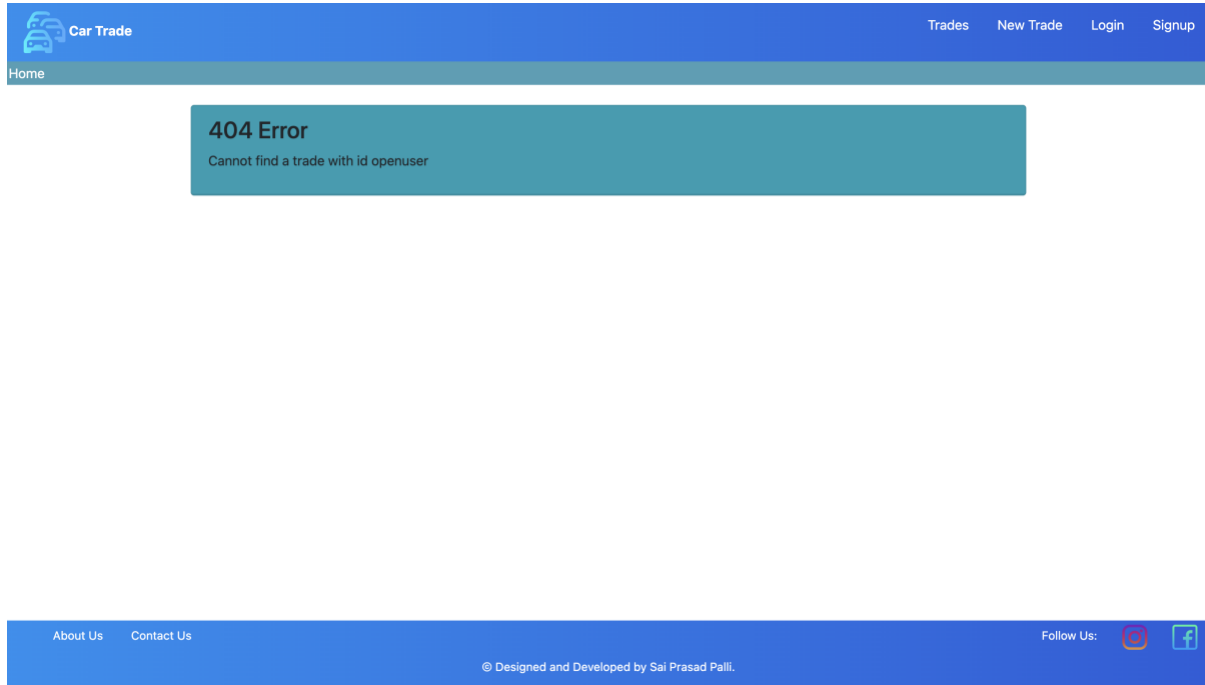 Car Trade
Trades New Trade Login Signup
Home
404 Error
Cannot find a trade with id openuser
About Us Contact Us
Follow Us:
© Designed and Developed by Sai Prasad Palli.